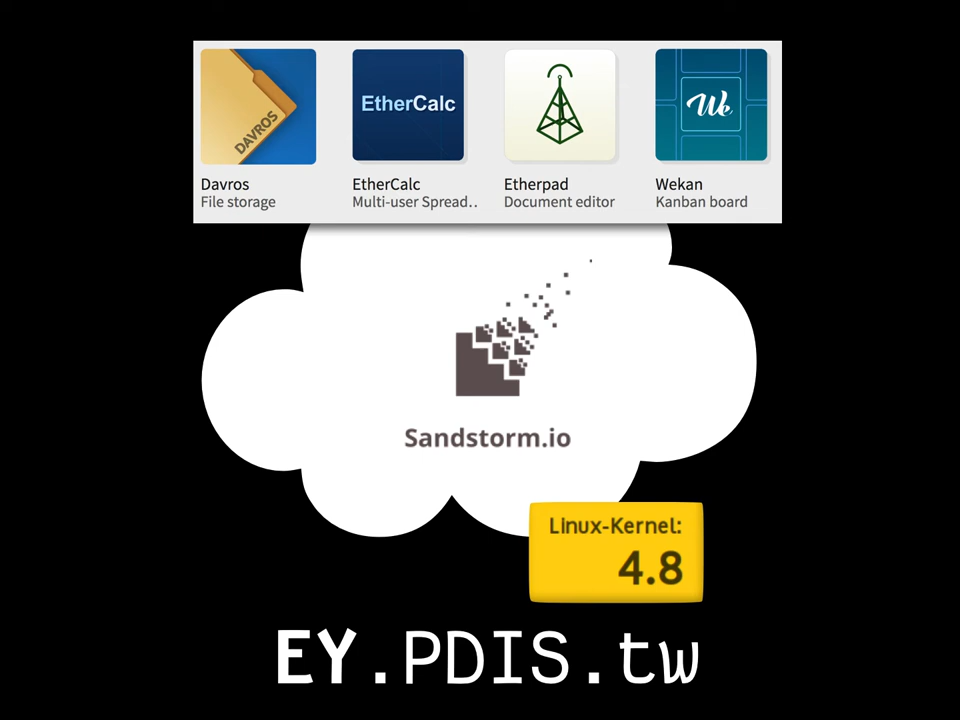 DAVROS
EtherCalc
We
Davros
File storage
EtherCalc
Multi-user Spread..
Etherpad
Document editor
Wekan
Kanban board
Sandstorm.io
Linux-Kernel:
4.8
EY.PDIS.tw